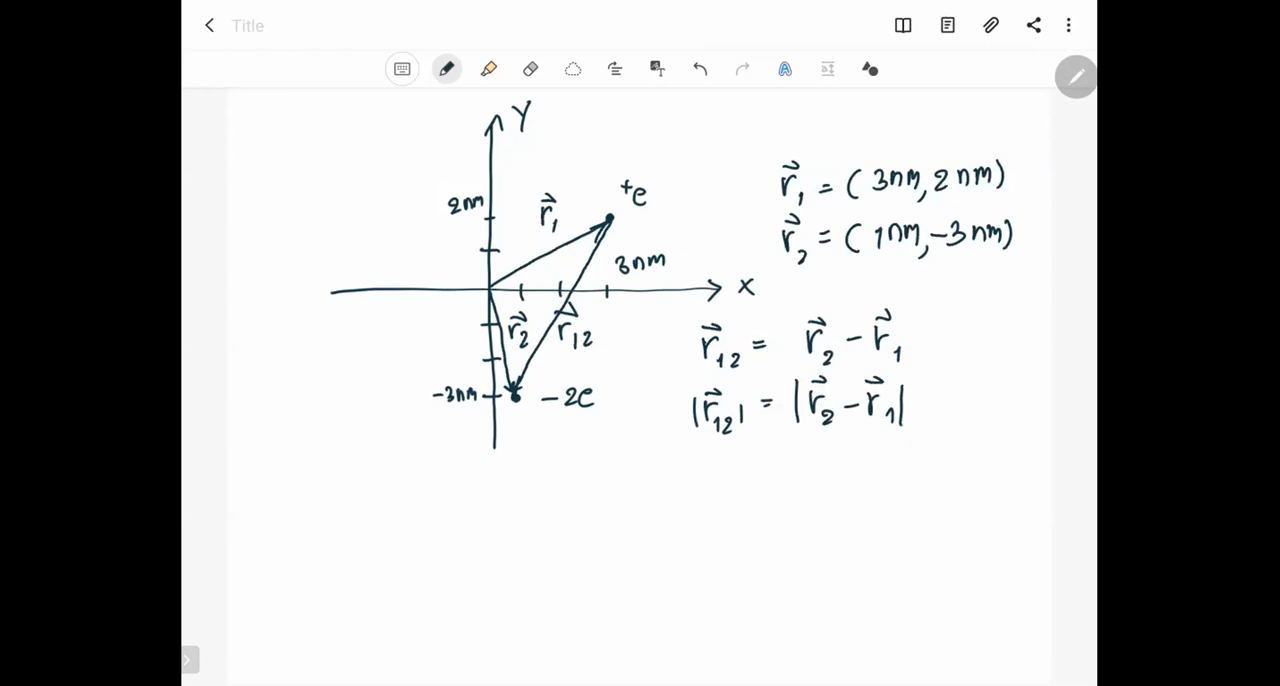 Title
Y
+e
2nm
r⃗₁
3nm
X
r⃗₂
r⃗₁₂
-3nm
-2e
r⃗₁ = (3nm, 2nm)
r⃗₂ = (1nm, -3nm)
r⃗₁₂ = r⃗₂ - r⃗₁
|r⃗₁₂| = |r⃗₂ - r⃗₁|